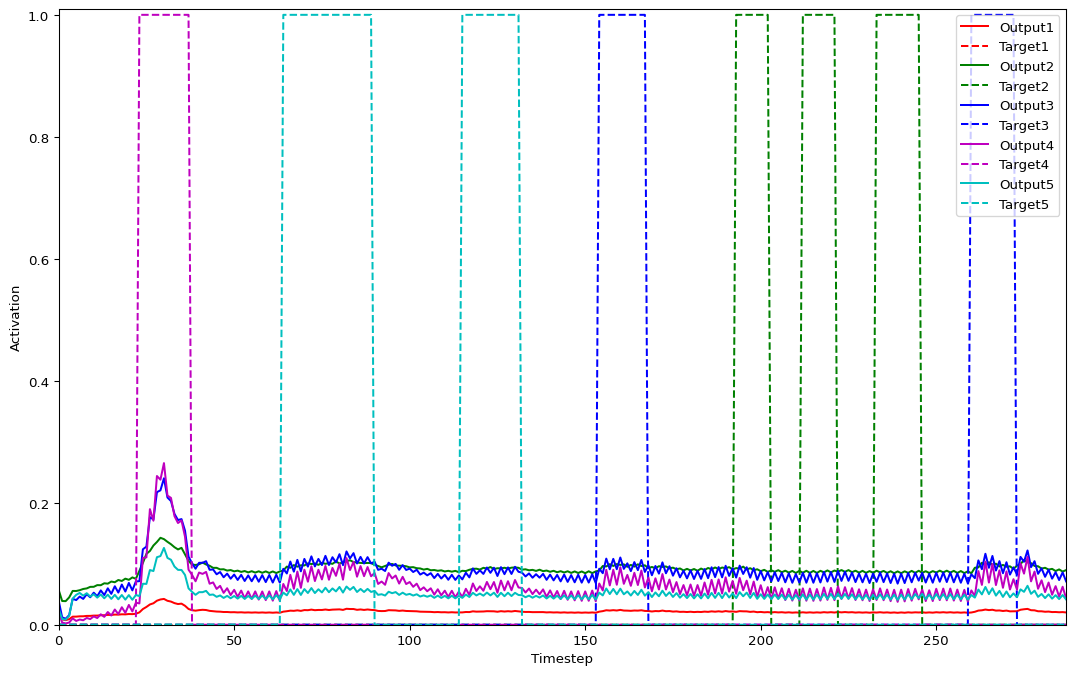 1.0
0.8
0.6
0.4
0.2
0.0
Activation
0
50
100
150
200
250
Timestep
Output1
Target1
Output2
Target2
Output3
Target3
Output4
Target4
Output5
Target5